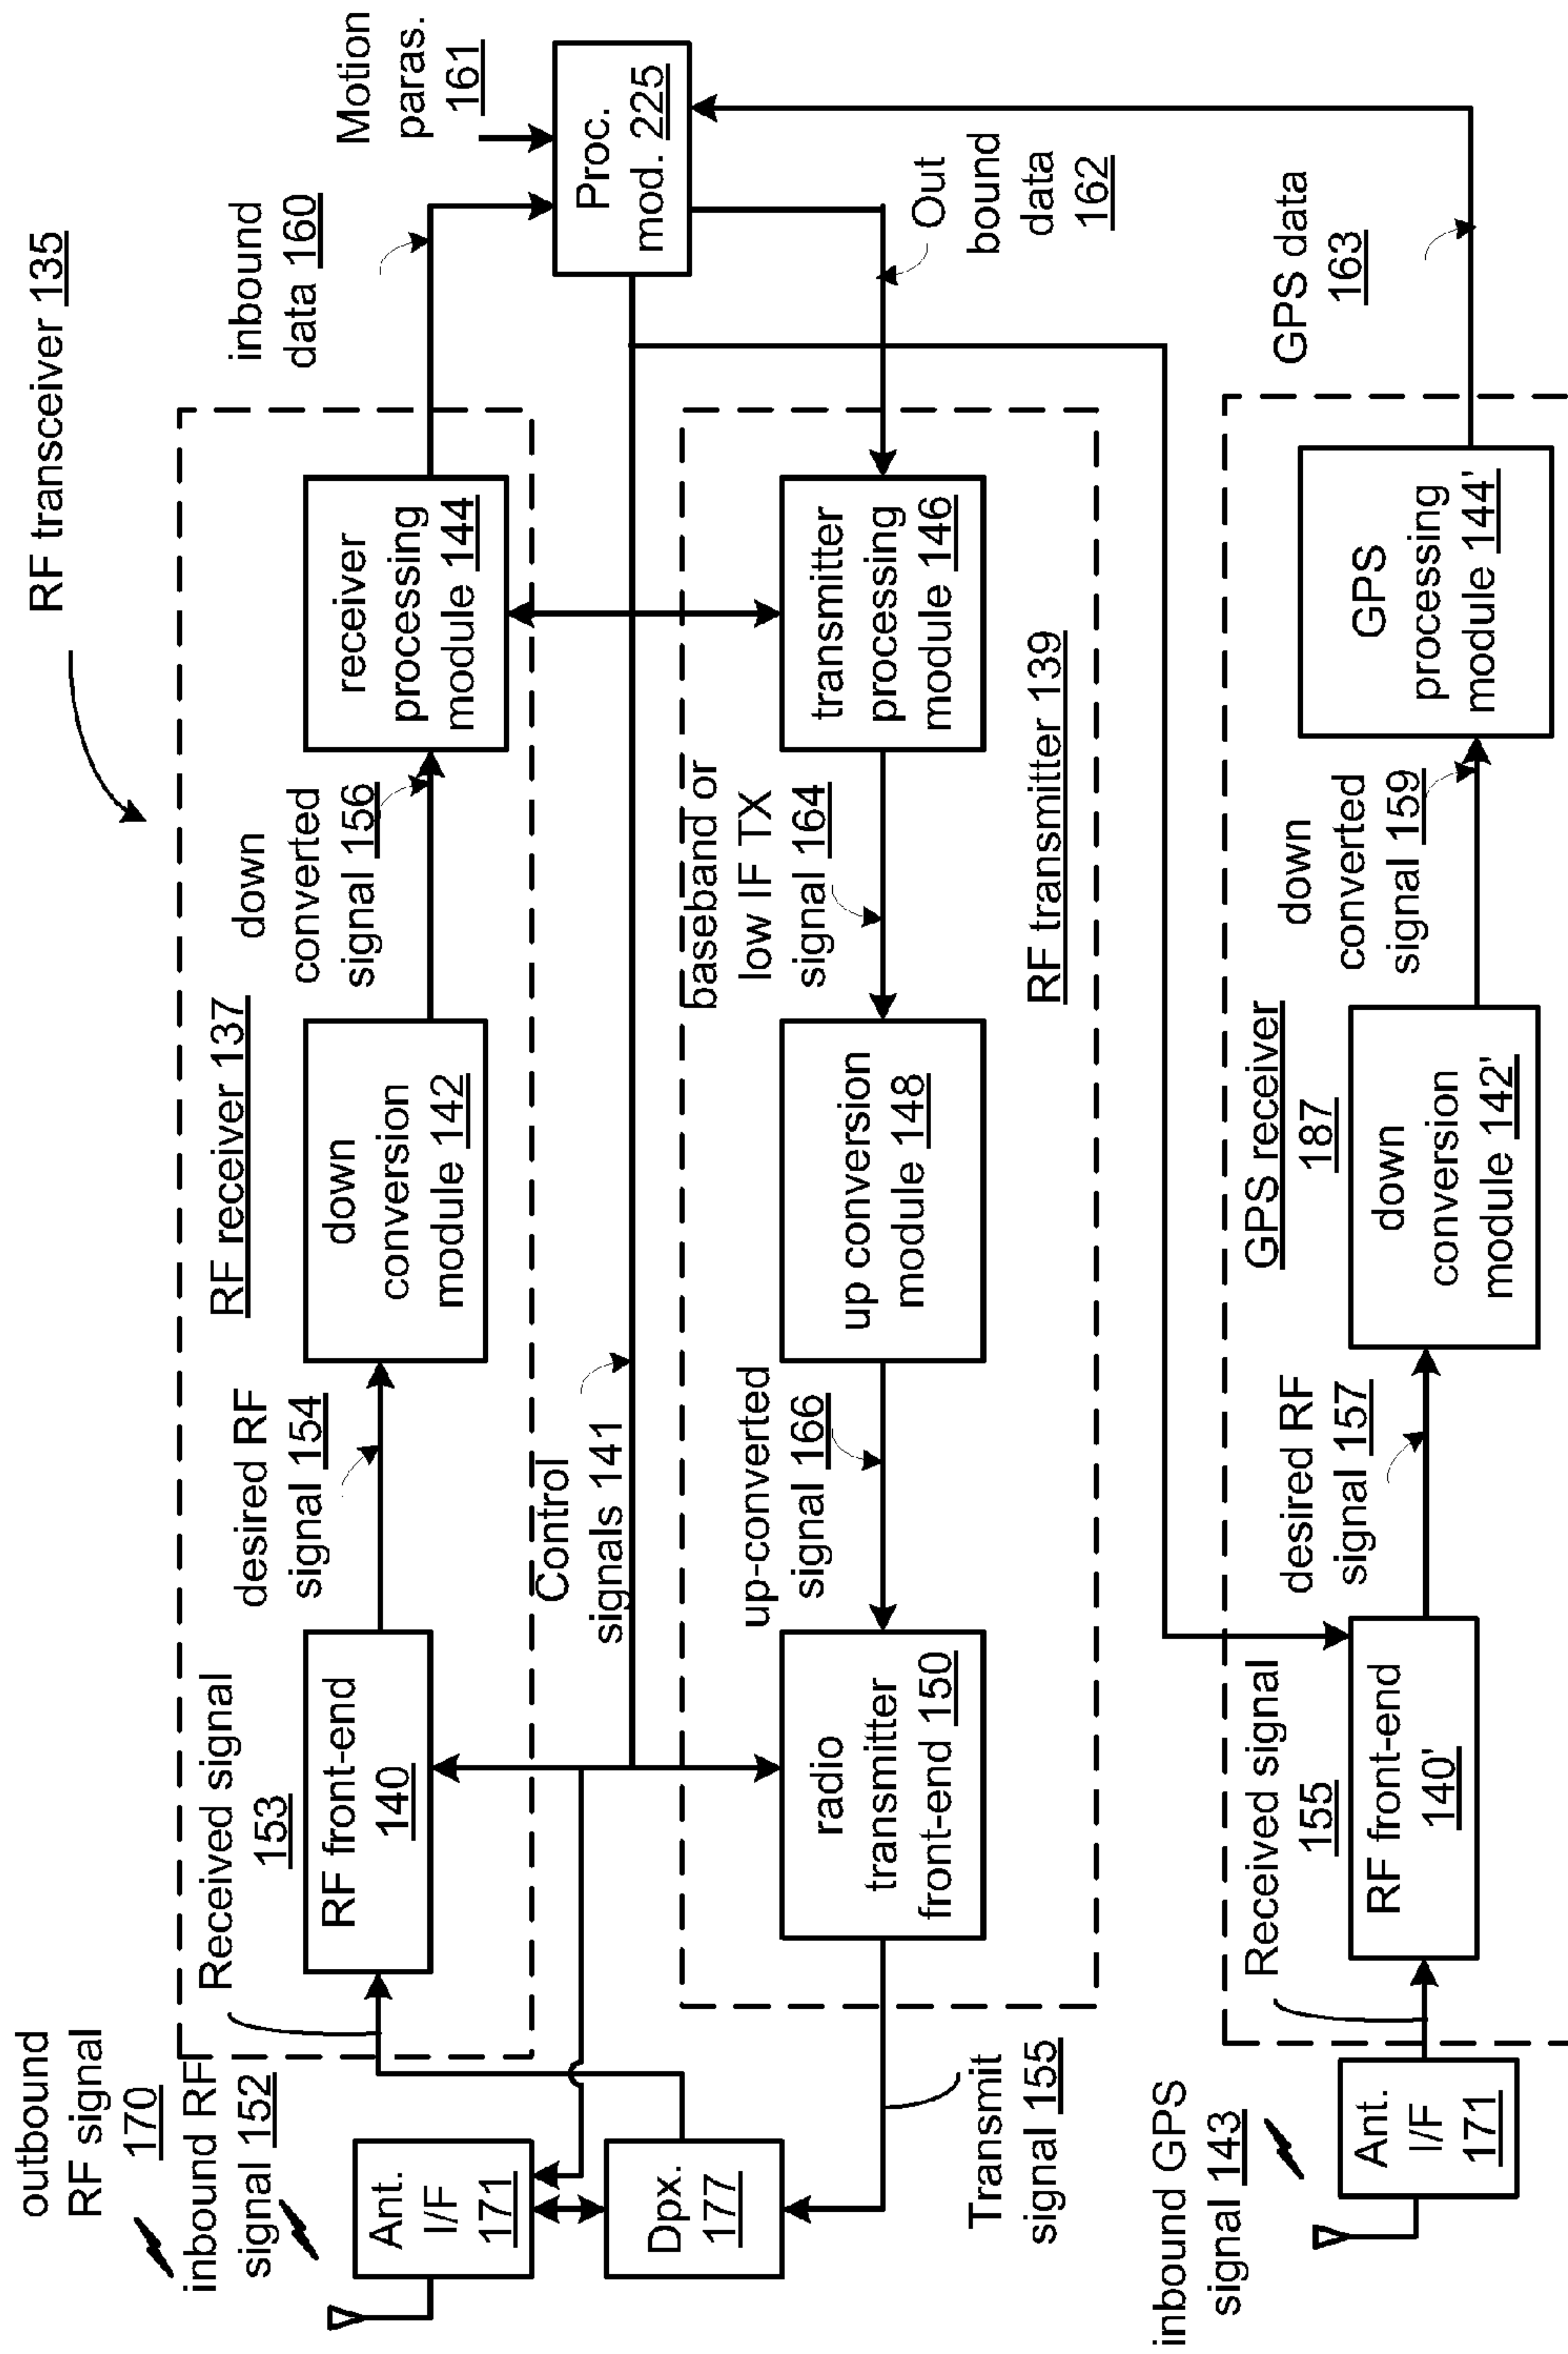 RF transceiver 135
outbound
RF signal
170
inbound RF
signal 152
Ant.
I/F
171
Dpx.
177
Received signal
153
RF front-end
140
desired RF
signal 154
RF receiver 137
down
conversion
module 142
down
converted
signal 156
receiver
processing
module 144
inbound
data 160
Motion
paras.
161
Proc.
mod. 225
Control
signals 141
Transmit
signal 155
radio
transmitter
front-end 150
up-converted
signal 166
up conversion
module 148
baseband or
low IF TX
signal 164
transmitter
processing
module 146
RF transmitter 139
Out
bound
data
162
inbound GPS
signal 143
Ant.
I/F
171
Received signal
155
RF front-end
140'
desired RF
signal 157
GPS receiver
187
down
conversion
module 142'
down
converted
signal 159
GPS
processing
module 144'
GPS data
163